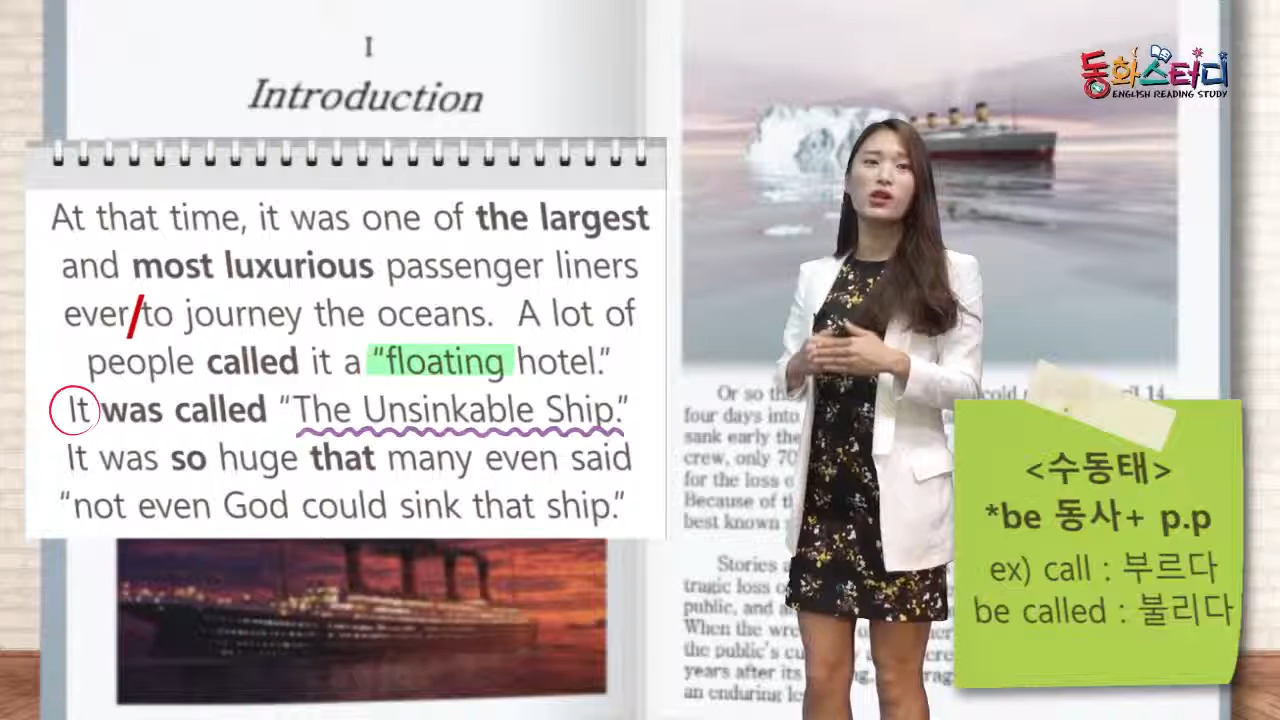 I
Introduction
At that time, it was one of the largest
and most luxurious passenger liners
ever/to journey the oceans. A lot of
people called it a “floating hotel.”
It was called “The Unsinkable Ship.”
It was so huge that many even said
“not even God could sink that ship.”
동화스터디
ENGLISH READING STUDY
Or so 14,
four days into
sank early the
crew, only 70
for the loss
Because of
best known
Stories
tragic loss
public, and
When the
the public's
years after its
an enduring
<수동태>
*be 동사+ p.p
ex) call : 부르다
be called : 불리다